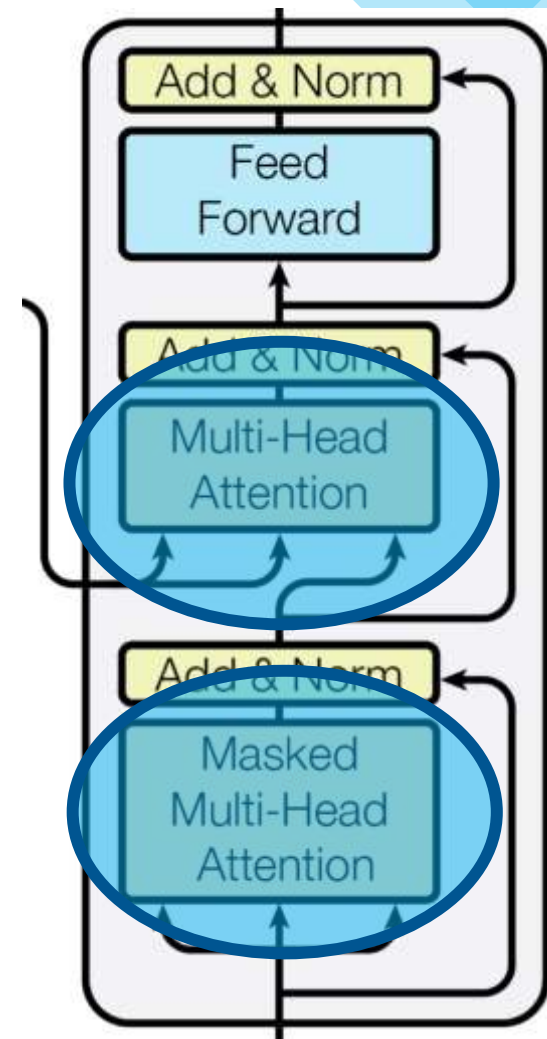 Add & Norm
Feed
Forward
Add & Norm
Multi-Head
Attention
Add & Norm
Masked
Multi-Head
Attention